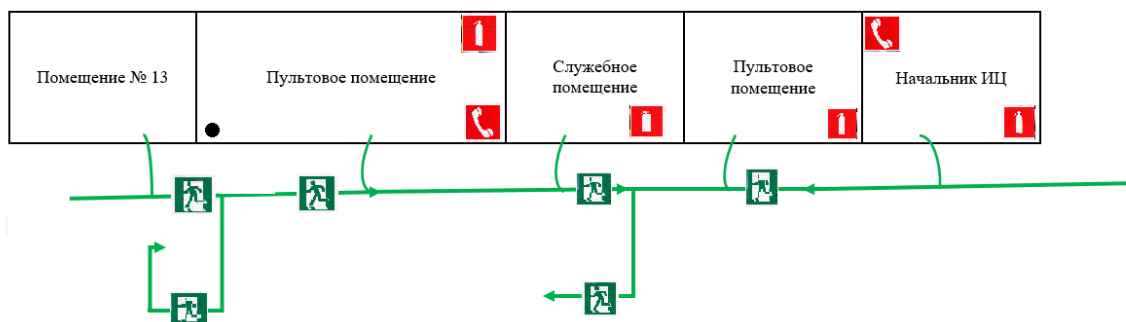 Помещение № 13
Пультовое помещение
Служебное
помещение
Пультовое
помещение
Начальник ИЦ